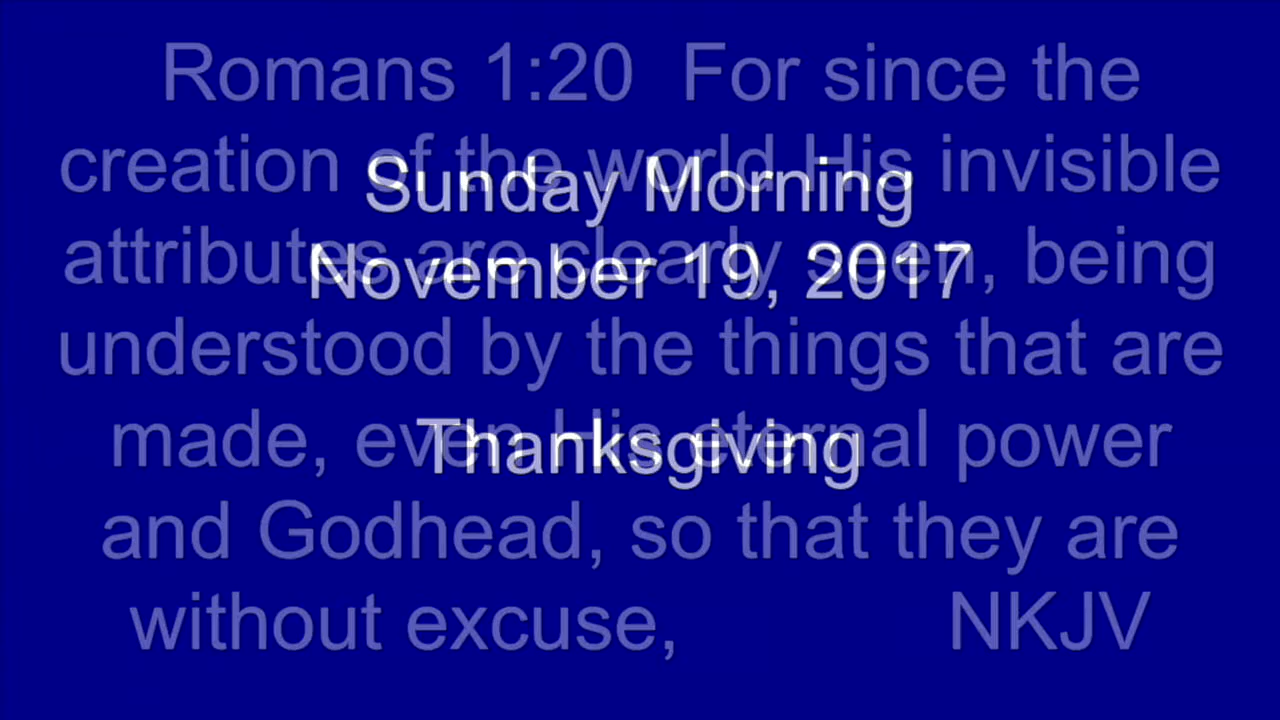 Romans 1:20  For since the
creation of the world His invisible
Sunday Morning
attributes are clearly seen, being
November 19, 2017
understood by the things that are
made, even His eternal power
Thanksgiving
and Godhead, so that they are
without excuse, NKJV